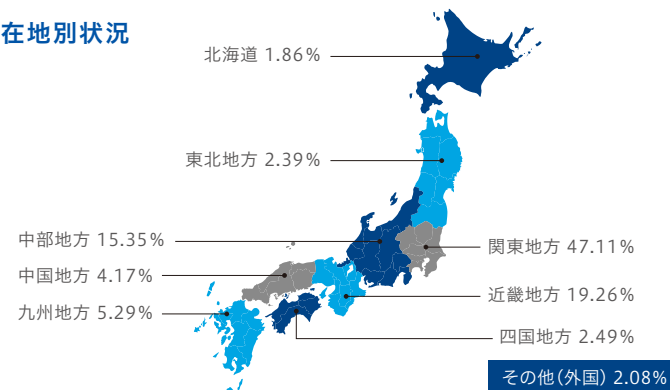 在地別状況
北海道 1.86%
東北地方 2.39%
中部地方 15.35%
関東地方 47.11%
中国地方 4.17%
近畿地方 19.26%
九州地方 5.29%
四国地方 2.49%
その他(外国) 2.08%